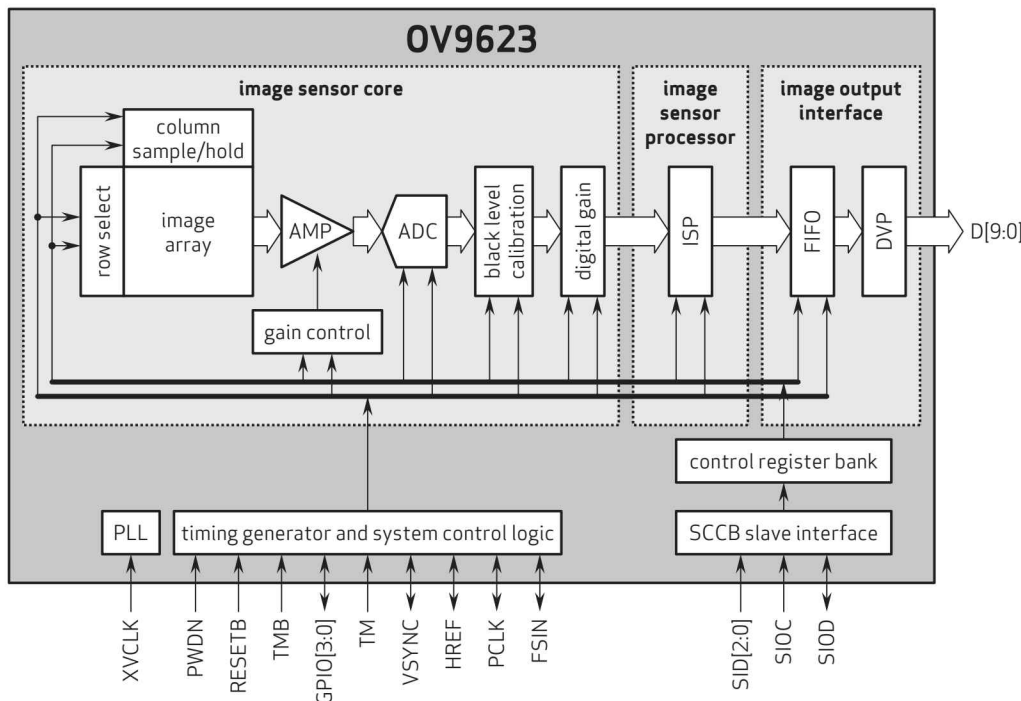 OV9623
image sensor core
image
sensor
processor
image output
interface
column
sample/hold
row select
image
array
AMP
ADC
black level
calibration
digital gain
ISP
FIFO
DVP
D[9:0]
gain control
control register bank
PLL
timing generator and system control logic
SCCB slave interface
XVCLK
PWDN
RESETB
TMB
GPIO[3:0]
TM
VSYNC
HREF
PCLK
FSIN
SID[2:0]
SIOC
SIOD